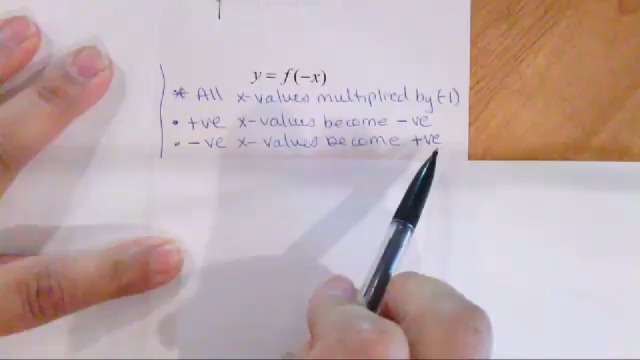 y = f(-x)
* All x-values multiplied by (-1)
• +ve x-values become -ve
• -ve x-values become +ve